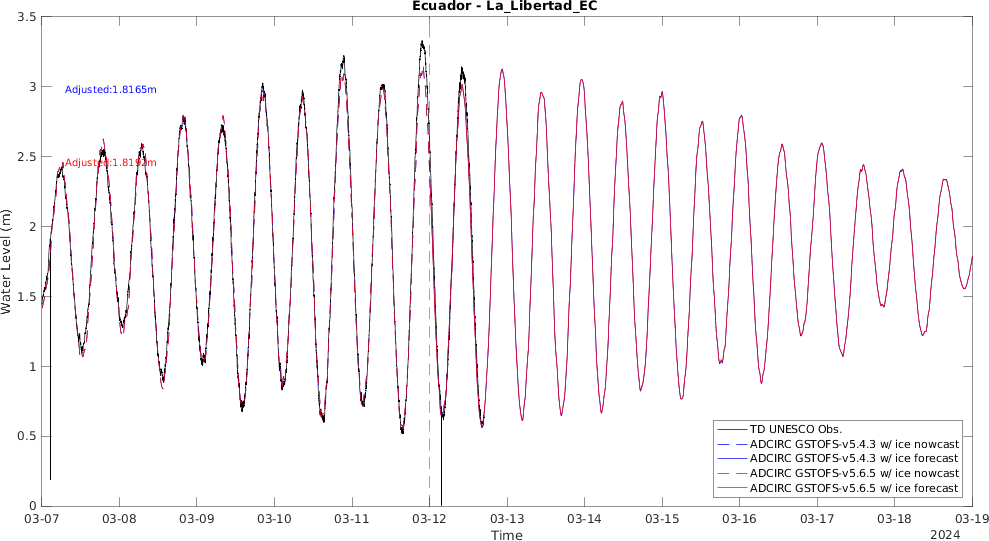 Ecuador - La_Libertad_EC
3.5
3
2.5
2
1.5
1
0.5
0
Water Level (m)
Adjusted:1.8165m
Adjusted:1.8192m
TD UNESCO Obs.
ADCIRC GSTOFS-v5.4.3 w/ ice nowcast
ADCIRC GSTOFS-v5.4.3 w/ ice forecast
ADCIRC GSTOFS-v5.6.5 w/ ice nowcast
ADCIRC GSTOFS-v5.6.5 w/ ice forecast
03-07 03-08 03-09 03-10 03-11 03-12 03-13 03-14 03-15 03-16 03-17 03-18 03-19
Time
2024